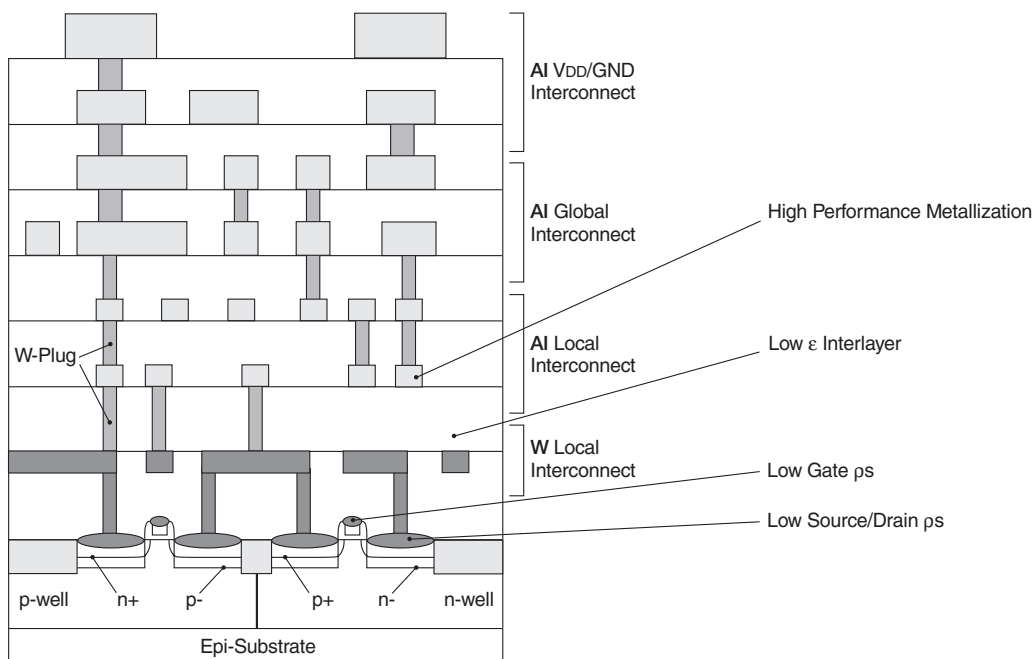 Al VDD/GND
Interconnect
Al Global
Interconnect
High Performance Metallization
Al Local
Interconnect
Low ε Interlayer
W-Plug
W Local
Interconnect
Low Gate ρs
Low Source/Drain ρs
p-well n+ p- p+ n- n-well
Epi-Substrate